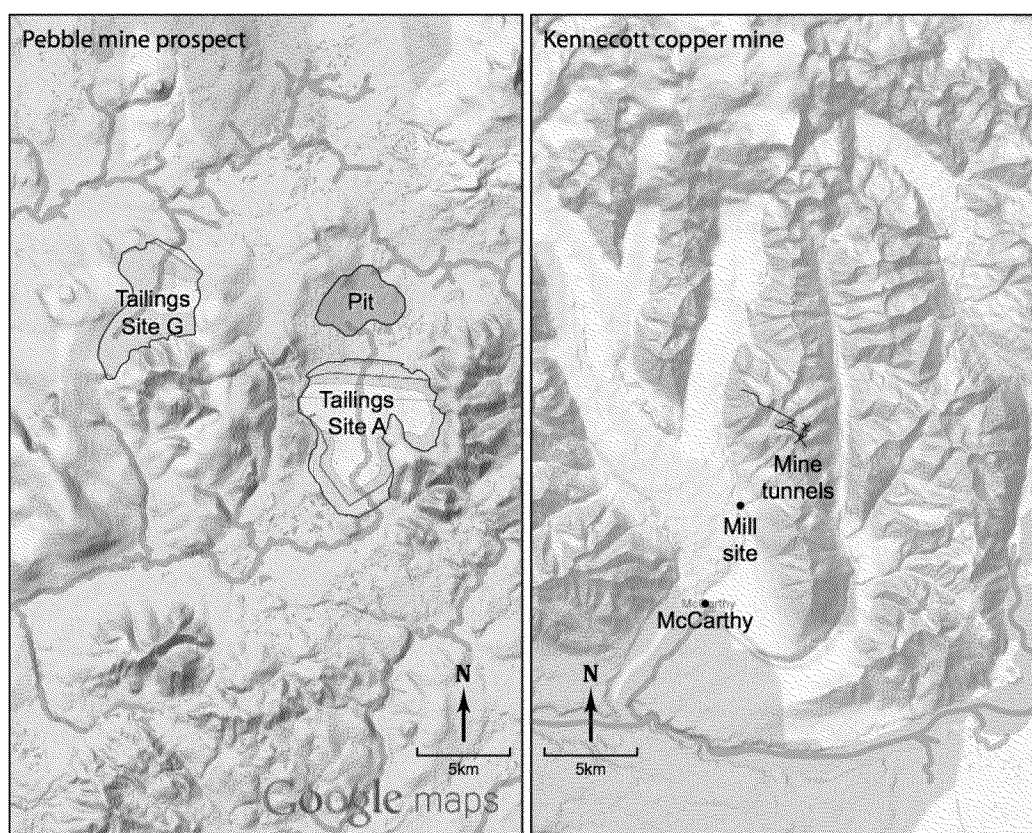 Pebble mine prospect
Tailings
Site G
Pit
Tailings
Site A
N
5km
Google maps
Kennecott copper mine
Mine
tunnels
Mill
site
McCarthy
McCarthy
N
5km